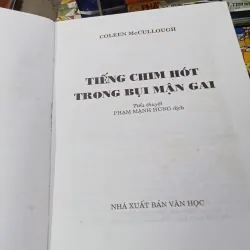 COLEEN McCULLOUGH
TIẾNG CHIM HÓT
TRONG BỤI MẬN GAI
Tiểu thuyết
PHẠM MẠNH HÙNG dịch
NHÀ XUẤT BẢN VĂN HỌC